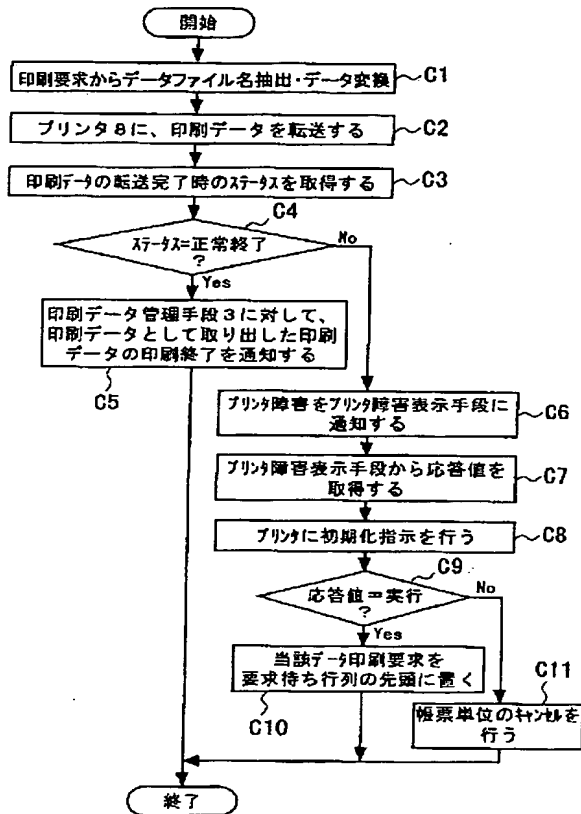 開始
印刷要求からデータファイル名抽出・データ変換
C1
プリンタ8に、印刷データを転送する
C2
印刷データの転送完了時のステータスを取得する
C3
C4
ステータス=正常終了
?
No
Yes
印刷データ管理手段3に対して、
印刷データとして取り出した印刷
データの印刷終了を通知する
C5
プリンタ障害をプリンタ障害表示手段に
通知する
C6
プリンタ障害表示手段から応答値を
取得する
C7
プリンタに初期化指示を行う
C8
C9
応答値=実行
?
No
Yes
当該データ印刷要求を
要求待ち行列の先頭に置く
C10
C11
帳票単位のキャンセルを
行う
終了